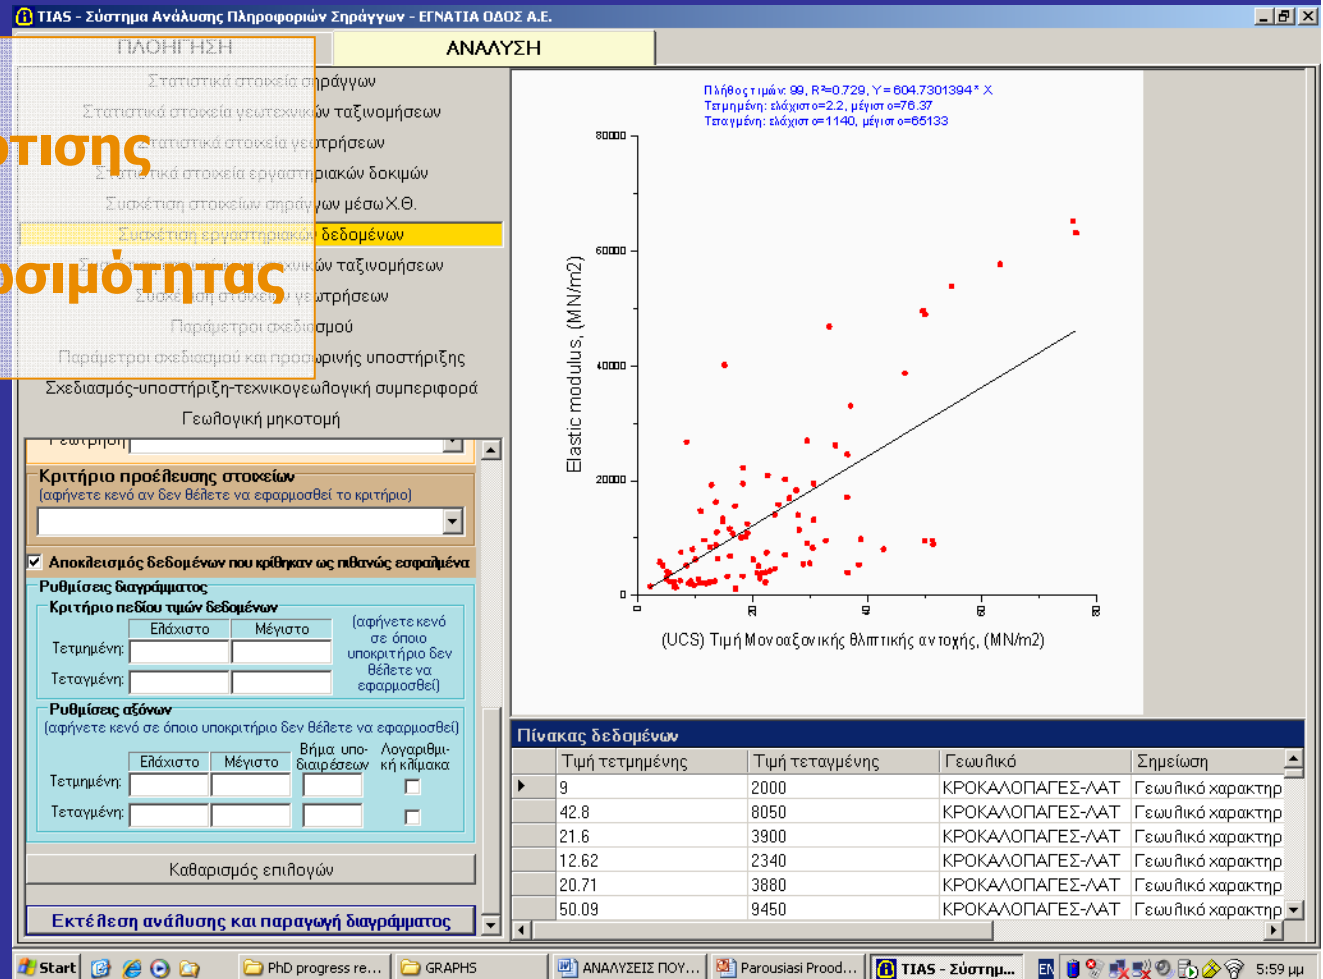 TIAS - Σύστημα Ανάλυσης Πληροφοριών Σηράγγων - ΕΓΝΑΤΙΑ ΟΔΟΣ Α.Ε.
ΠΛΟΗΓΗΣΗ
ΑΝΑΛΥΣΗ
Στατιστικά στοιχεία σηράγγων
Στατιστικά στοιχεία γεωτεχνικών ταξινομήσεων
Στατιστικά στοιχεία γεωτρήσεων
Στατιστικά στοιχεία εργαστηριακών δοκιμών
Συσχέτιση στοιχείων σηράγγων μέσω Χ.Θ.
Συσχέτιση εργαστηριακών δεδομένων
ταξινομήσεων
Συσχέτιση στοιχείων γεωτρήσεων
Παράμετροι σχεδιασμού
Παράμετροι σχεδιασμού και προσωρινής υποστήριξης
Σχεδιασμός-υποστήριξη-τεχνικογεωλογική συμπεριφορά
Γεωλογική μηκοτομή
ότισης
οσιμότητας
Γεώτρηση
Κριτήριο προέλευσης στοιχείων
(αφήνετε κενό αν δεν θέλετε να εφαρμοσθεί το κριτήριο)
Αποκλεισμός δεδομένων που κρίθηκαν ως πιθανώς εσφαλμένα
Ρυθμίσεις διαγράμματος
Κριτήριο πεδίου τιμών δεδομένων
Ελάχιστο Μέγιστο
Τετμημένη:
Τεταγμένη:
(αφήνετε κενό
σε όποιο
υποκριτήριο δεν
θέλετε να
εφαρμοσθεί)
Ρυθμίσεις αξόνων
(αφήνετε κενό σε όποιο υποκριτήριο δεν θέλετε να εφαρμοσθεί)
Ελάχιστο Μέγιστο Βήμα υπο-διαιρέσεων Λογαριθμι-κή κλίμακα
Τετμημένη:
Τεταγμένη:
Καθαρισμός επιλογών
Εκτέλεση ανάλυσης και παραγωγή διαγράμματος
Πλήθος τιμών: 99, R²=0.729, Y = 604.7301394* X
Τετμημένη: ελάχιστο=2.2, μέγιστο=76.37
Τεταγμένη: ελάχιστο=1140, μέγιστο=65133
80000
60000
40000
20000
0
Elastic modulus, (MN/m2)
0 20 40 60 80
(UCS) Τιμή Μονοαξονικής θλιπτικής αντοχής, (MN/m2)
Πίνακας δεδομένων
Τιμή τετμημένης Τιμή τεταγμένης Γεωυλικό Σημείωση
9 2000 ΚΡΟΚΑΛΟΠΑΓΕΣ-ΛΑΤ Γεωυλικό χαρακτηρ
42.8 8050 ΚΡΟΚΑΛΟΠΑΓΕΣ-ΛΑΤ Γεωυλικό χαρακτηρ
21.6 3900 ΚΡΟΚΑΛΟΠΑΓΕΣ-ΛΑΤ Γεωυλικό χαρακτηρ
12.62 2340 ΚΡΟΚΑΛΟΠΑΓΕΣ-ΛΑΤ Γεωυλικό χαρακτηρ
20.71 3880 ΚΡΟΚΑΛΟΠΑΓΕΣ-ΛΑΤ Γεωυλικό χαρακτηρ
50.09 9450 ΚΡΟΚΑΛΟΠΑΓΕΣ-ΛΑΤ Γεωυλικό χαρακτηρ
Start PhD progress re... GRAPHS ΑΝΑΛΥΣΕΙΣ ΠΟΥ... Parousiasi Prood... TIAS - Σύστημ... EN 5:59 μμ